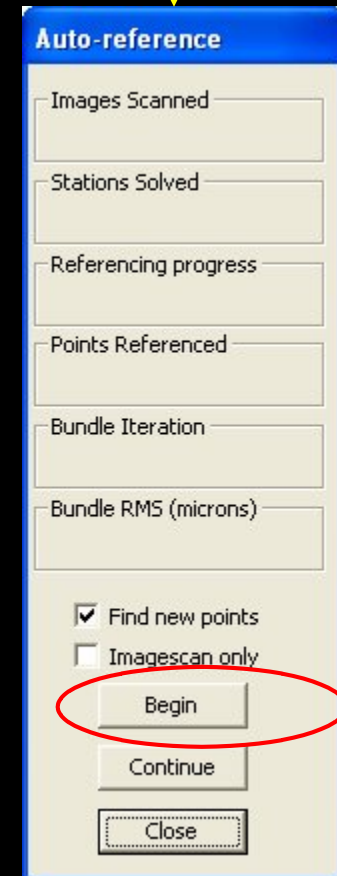 Auto-reference
Images Scanned
Stations Solved
Referencing progress
Points Referenced
Bundle Iteration
Bundle RMS (microns)
Find new points
Imagescan only
Begin
Continue
Close